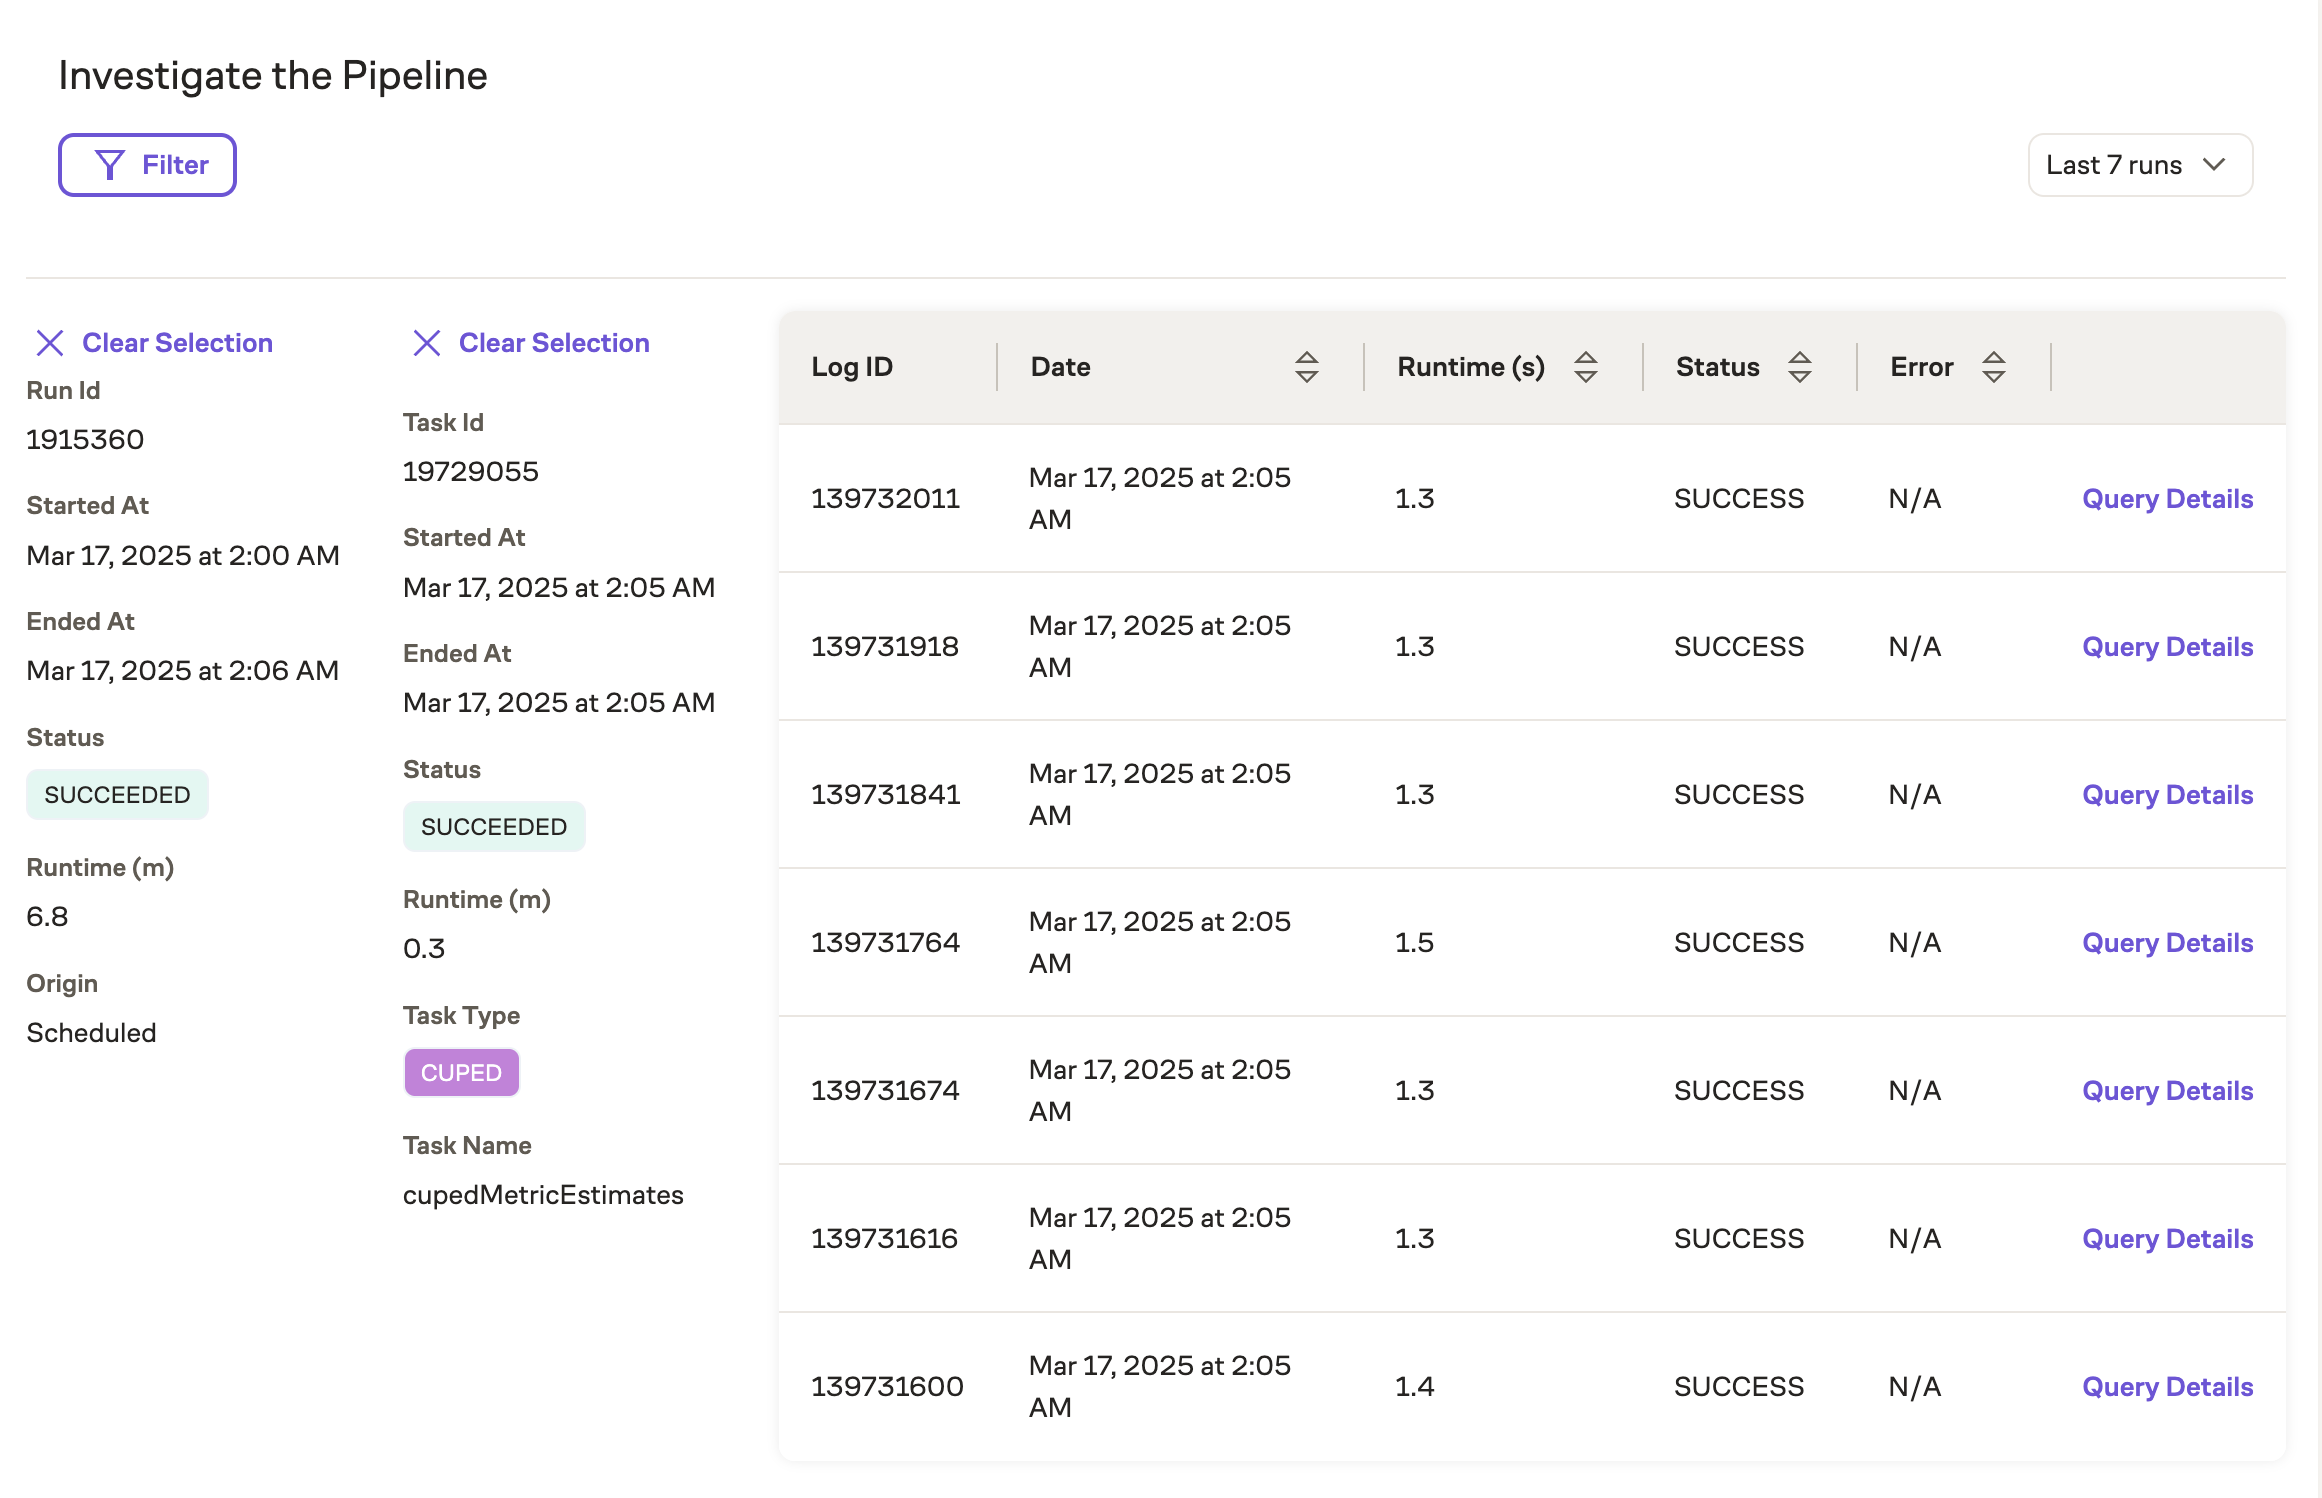 Investigate the Pipeline
Filter
Last 7 runs
Clear Selection
Run Id
1915360
Started At
Mar 17, 2025 at 2:00 AM
Ended At
Mar 17, 2025 at 2:06 AM
Status
SUCCEEDED
Runtime (m)
6.8
Origin
Scheduled
Clear Selection
Task Id
19729055
Started At
Mar 17, 2025 at 2:05 AM
Ended At
Mar 17, 2025 at 2:05 AM
Status
SUCCEEDED
Runtime (m)
0.3
Task Type
CUPED
Task Name
cupedMetricEstimates
Log ID Date Runtime (s) Status Error
139732011 Mar 17, 2025 at 2:05 1.3 SUCCESS N/A Query Details
AM
139731918 Mar 17, 2025 at 2:05 1.3 SUCCESS N/A Query Details
AM
139731841 Mar 17, 2025 at 2:05 1.3 SUCCESS N/A Query Details
AM
139731764 Mar 17, 2025 at 2:05 1.5 SUCCESS N/A Query Details
AM
139731674 Mar 17, 2025 at 2:05 1.3 SUCCESS N/A Query Details
AM
139731616 Mar 17, 2025 at 2:05 1.3 SUCCESS N/A Query Details
AM
139731600 Mar 17, 2025 at 2:05 1.4 SUCCESS N/A Query Details
AM